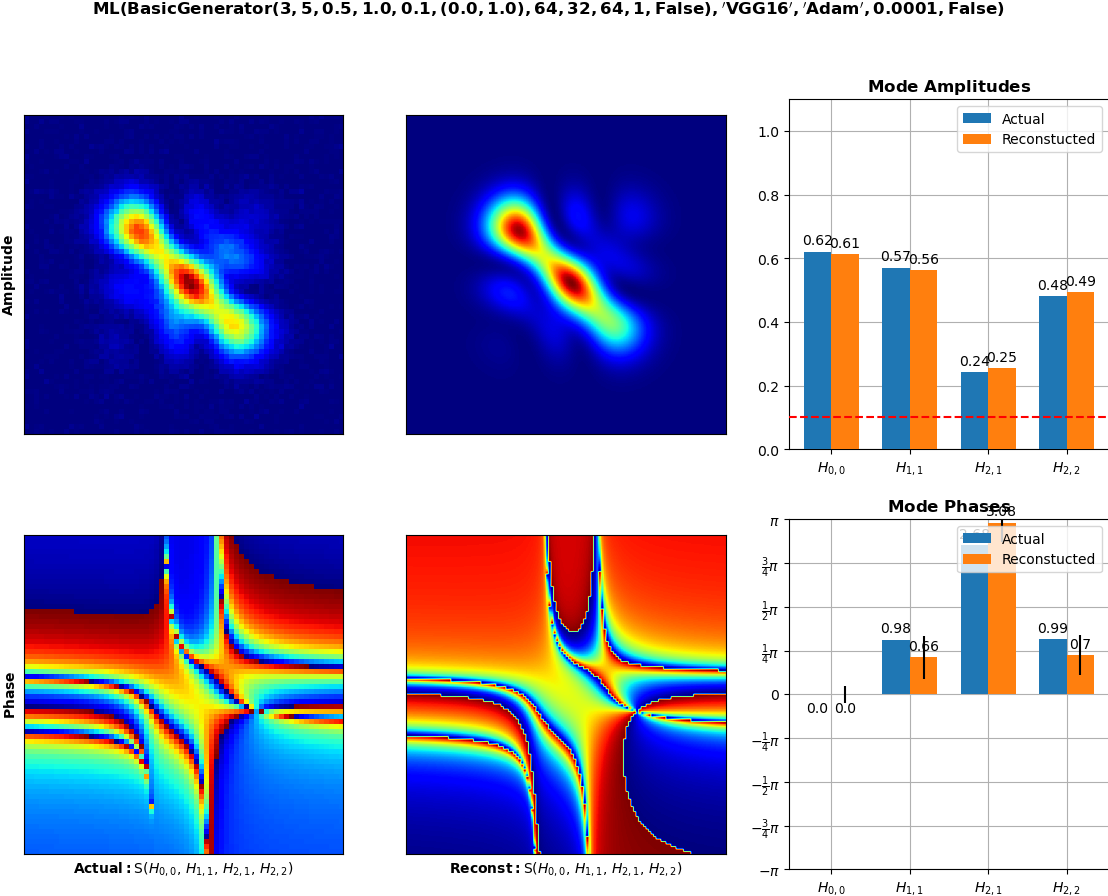 ML(BasicGenerator(3, 5, 0.5, 1.0, 0.1, (0.0, 1.0), 64, 32, 64, 1, False), ′VGG16′, ′Adam′, 0.0001, False)
Amplitude
Mode Amplitudes
Actual
Reconstucted
1.0
0.8
0.6
0.4
0.2
0.0
0.62 0.61 0.57 0.56 0.24 0.25 0.48 0.49
H0,0 H1,1 H2,1 H2,2
Phase
Mode Phases
Actual
Reconstucted
π
3/4π
1/2π
1/4π
0
−1/4π
−1/2π
−3/4π
−π
0.0 0.0 0.98 0.66 3.08 0.99 0.7
H0,0 H1,1 H2,1 H2,2
Actual: S(H0,0, H1,1, H2,1, H2,2)
Reconst: S(H0,0, H1,1, H2,1, H2,2)